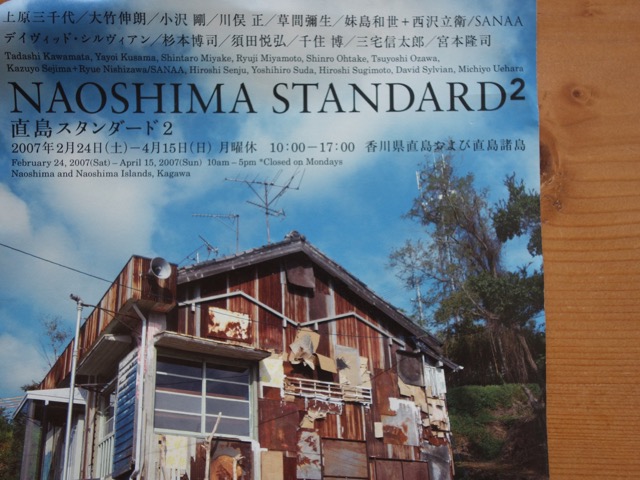 上原三千代／大竹伸朗／小沢 剛／川俣 正／草間彌生／妹島和世＋西沢立衛/SANAA
デイヴィッド・シルヴィアン／杉本博司／須田悦弘／千住 博／三宅信太郎／宮本隆司
Tadashi Kawamata, Yayoi Kusama, Shintaro Miyake, Ryuji Miyamoto, Shinro Ohtake, Tsuyoshi Ozawa,
Kazuyo Sejima + Ryue Nishizawa/SANAA, Hiroshi Senju, Yoshihiro Suda, Hiroshi Sugimoto, David Sylvian, Michiyo Uehara
NAOSHIMA STANDARD2
直島スタンダード2
2007年2月24日(土)－4月15日(日) 月曜休 10:00－17:00 香川県直島および直島諸島
February 24, 2007(Sat) – April 15, 2007(Sun) 10am – 5pm *Closed on Mondays
Naoshima and Naoshima Islands, Kagawa